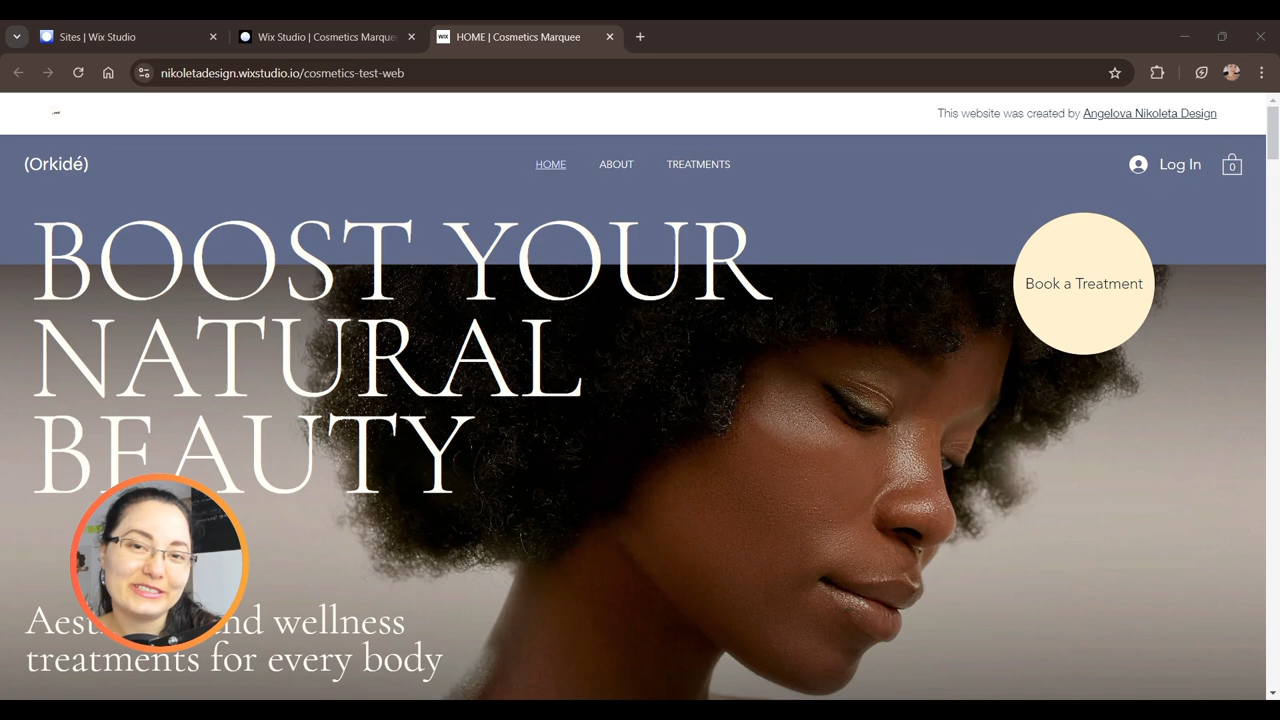 Sites | Wix Studio
Wix Studio | Cosmetics Marque
HOME | Cosmetics Marquee
nikoletadesign.wixstudio.io/cosmetics-test-web
This website was created by Angelova Nikoleta Design
(Orkidé)
HOME
ABOUT
TREATMENTS
Log In
0
BOOST YOUR
NATURAL
BEAUTY
Book a Treatment
and wellness
treatments for every body